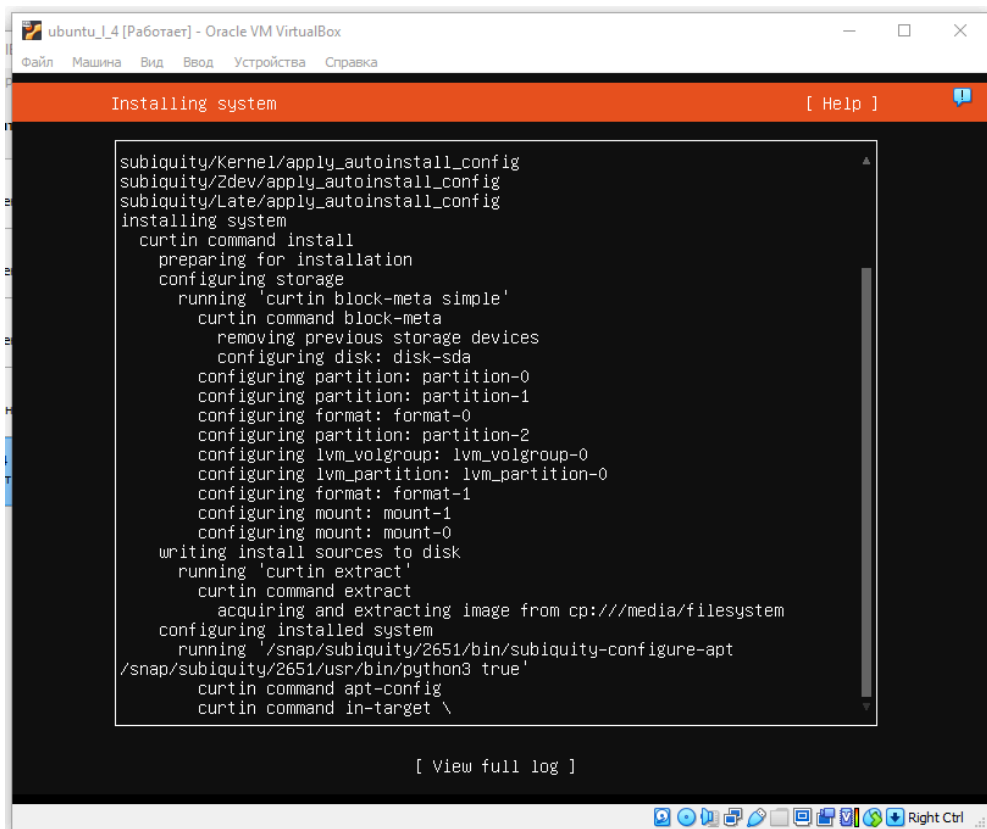 ubuntu_l_4 [Работает] - Oracle VM VirtualBox
Файл Машина Вид Ввод Устройства Справка
Installing system [ Help ]
subiquity/Kernel/apply_autoinstall_config
subiquity/Zdev/apply_autoinstall_config
subiquity/Late/apply_autoinstall_config
installing system
curtin command install
preparing for installation
configuring storage
running 'curtin block-meta simple'
curtin command block-meta
removing previous storage devices
configuring disk: disk-sda
configuring partition: partition-0
configuring partition: partition-1
configuring format: format-0
configuring partition: partition-2
configuring lvm_volgroup: lvm_volgroup-0
configuring lvm_partition: lvm_partition-0
configuring format: format-1
configuring mount: mount-1
configuring mount: mount-0
writing install sources to disk
running 'curtin extract'
curtin command extract
acquiring and extracting image from cp:///media/filesystem
configuring installed system
running '/snap/subiquity/2651/bin/subiquity-configure-apt
/snap/subiquity/2651/usr/bin/python3 true'
curtin command apt-config
curtin command in-target \
[ View full log ]
Right Ctrl